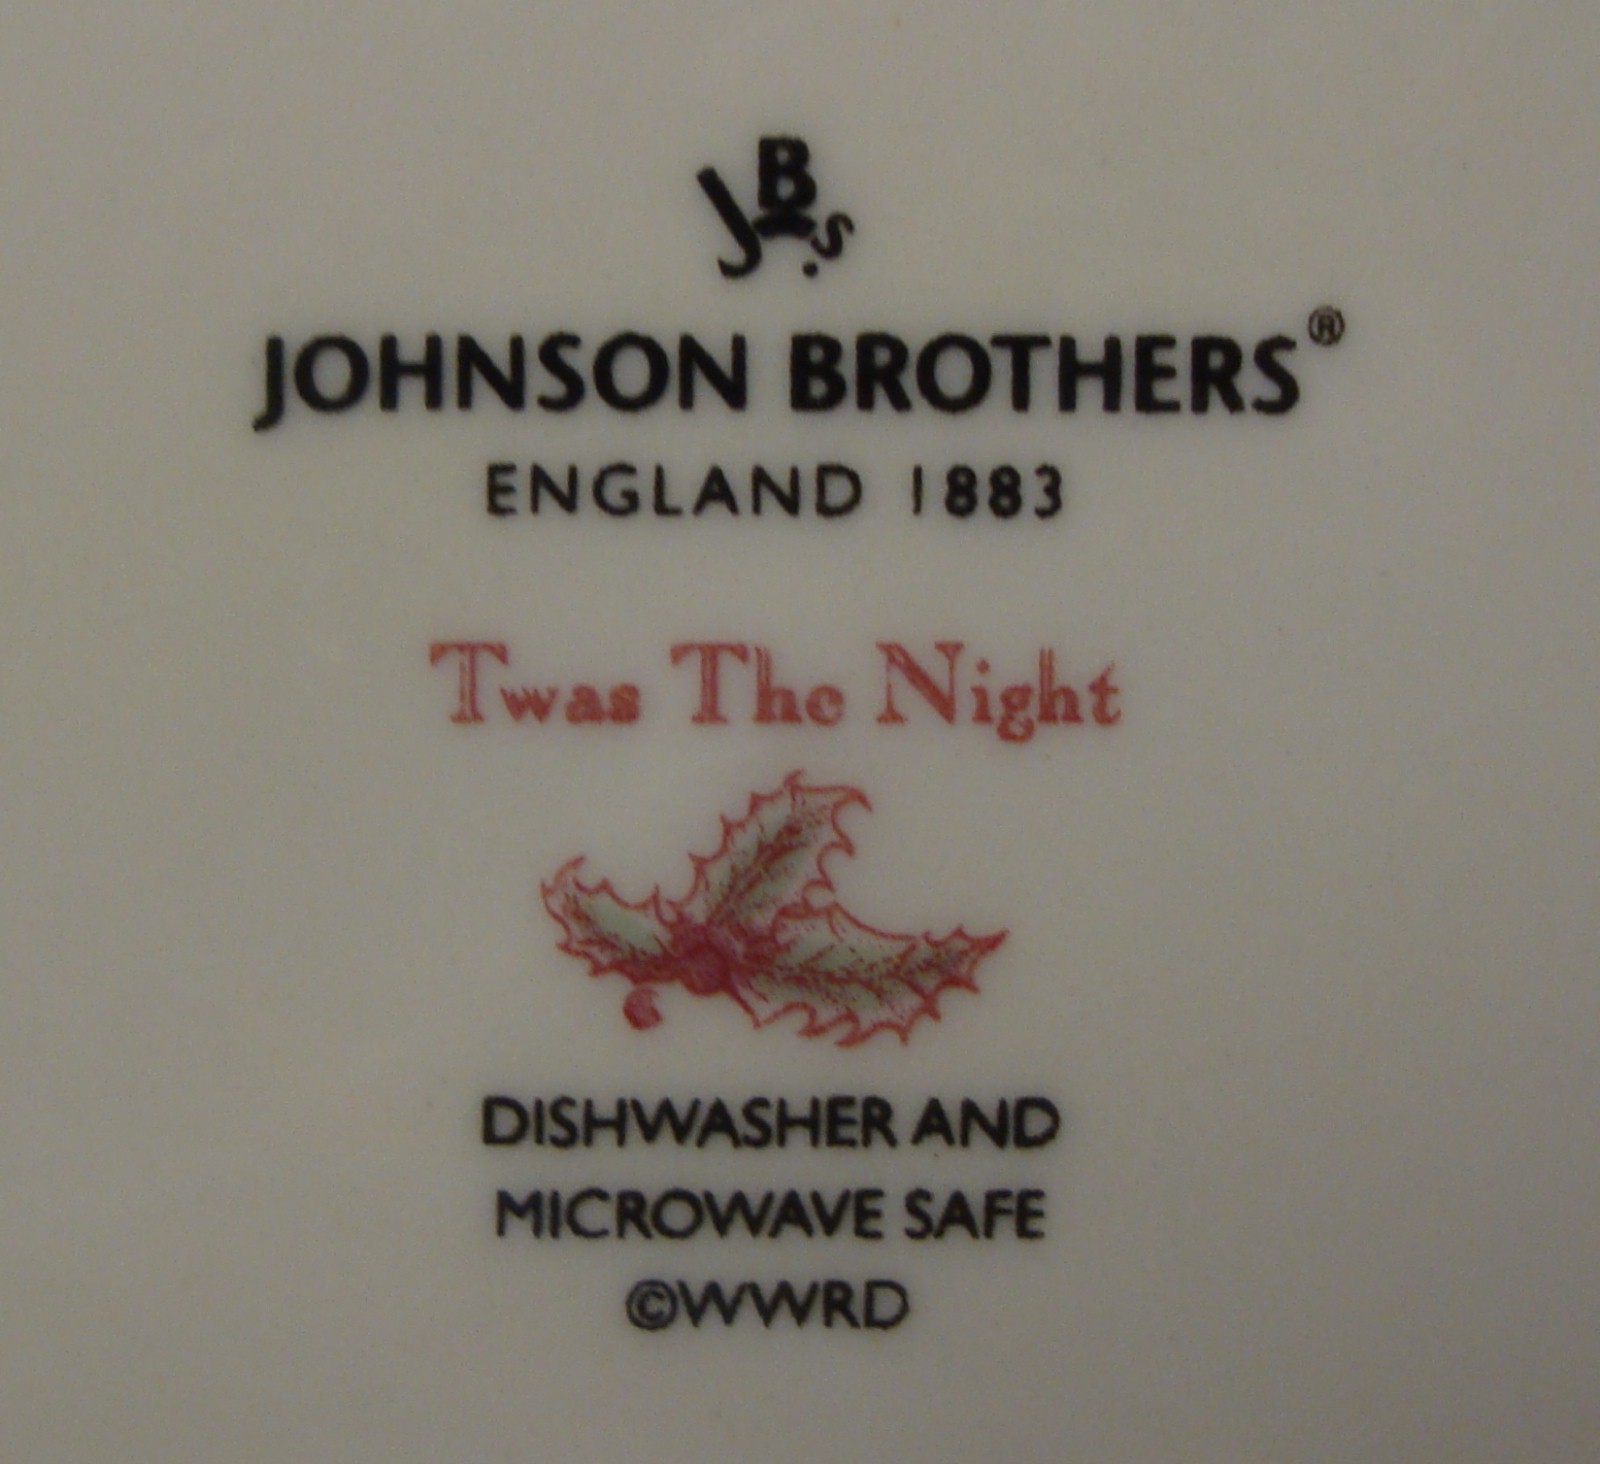 JBS.
JOHNSON BROTHERS®
ENGLAND 1883
Twas The Night
DISHWASHER AND
MICROWAVE SAFE
©WWRD